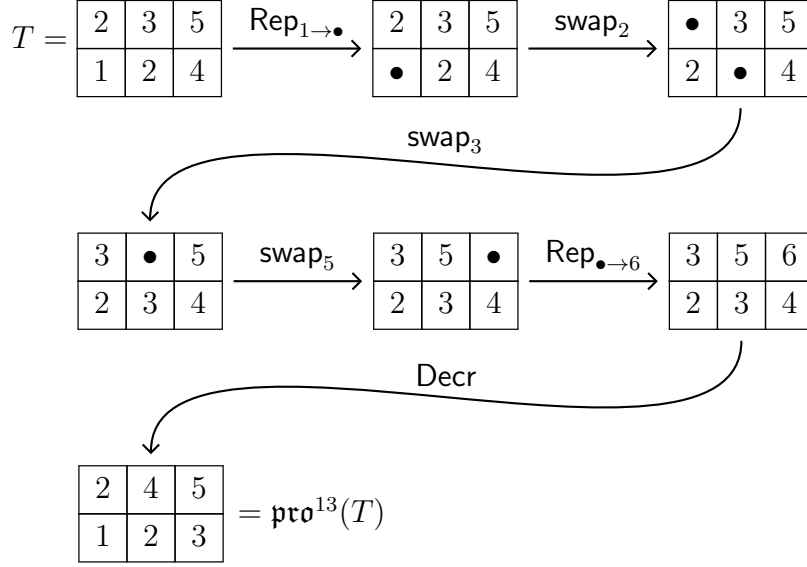 T = 2 3 5 Rep₁→• 2 3 5 swap₂ • 3 5
1 2 4 • 2 4 2 • 4
swap₃
3 • 5 swap₅ 3 5 • Rep•→₆ 3 5 6
2 3 4 2 3 4 2 3 4
Decr
2 4 5 = 𝔭𝔯𝔬¹³(T)
1 2 3